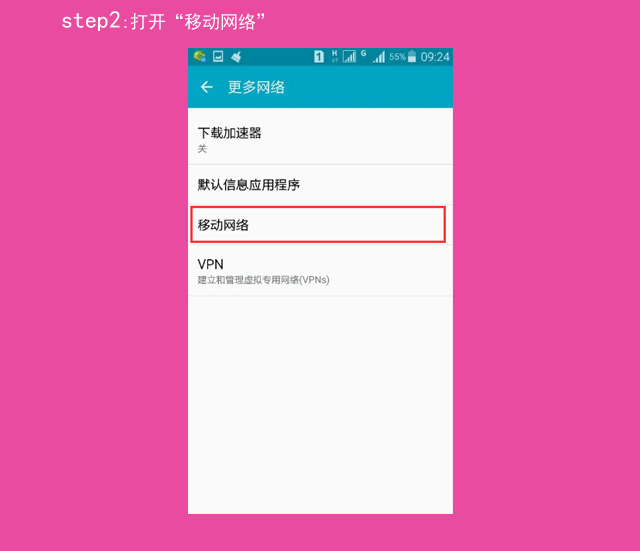 step2:打开“移动网络”
1 H G 55% 09:24
更多网络
下载加速器
关
默认信息应用程序
移动网络
VPN
建立和管理虚拟专用网络(VPNs)